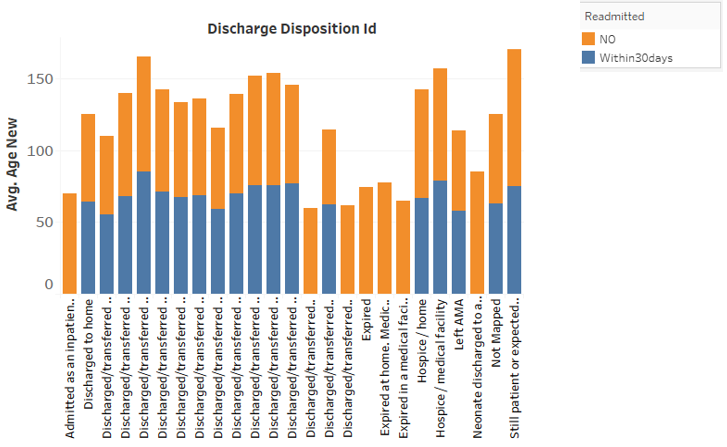 Discharge Disposition Id
Readmitted
NO
Within30days
Avg. Age New
150
100
50
0
Admitted as an inpatien..
Discharged to home
Discharged/transferred ..
Discharged/transferred ..
Discharged/transferred ..
Discharged/transferred ..
Discharged/transferred ..
Discharged/transferred ..
Discharged/transferred ..
Discharged/transferred ..
Discharged/transferred ..
Discharged/transferred ..
Discharged/transferred ..
Discharged/transferred..
Discharged/transferred ..
Discharged/transferred..
Expired
Expired at home. Medic..
Expired in a medical faci..
Hospice / home
Hospice / medical facility
Left AMA
Neonate discharged to a..
Not Mapped
Still patient or expected..